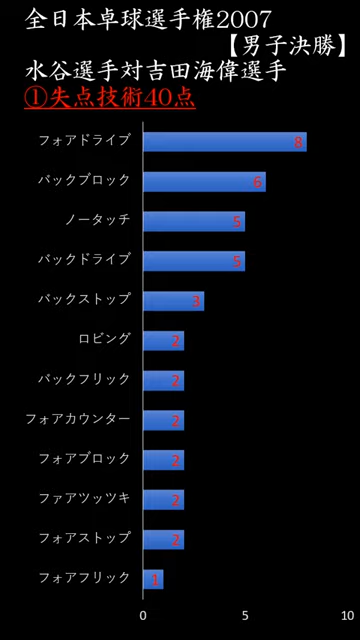 全日本卓球選手権2007
【男子決勝】
水谷選手対吉田海偉選手
①失点技術40点
フォアドライブ 8
バックブロック 6
ノータッチ 5
バックドライブ 5
バックストップ 3
ロビング 2
バックフリック 2
フォアカウンター 2
フォアブロック 2
ファアツッツキ 2
フォアストップ 2
フォアフリック 1
0 5 10